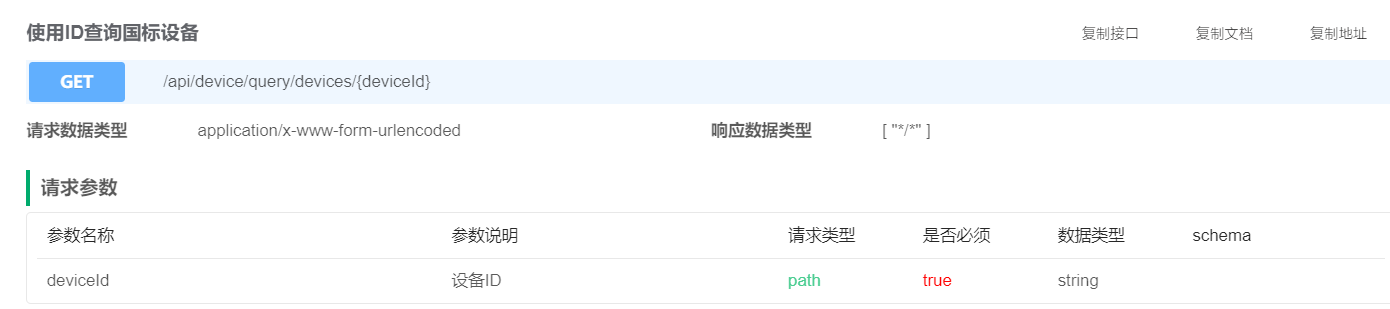 使用ID查询国标设备 复制接口 复制文档 复制地址
GET /api/device/query/devices/{deviceId}
请求数据类型 application/x-www-form-urlencoded 响应数据类型 [ "*/*" ]
请求参数
参数名称 参数说明 请求类型 是否必须 数据类型 schema
deviceId 设备ID path true string